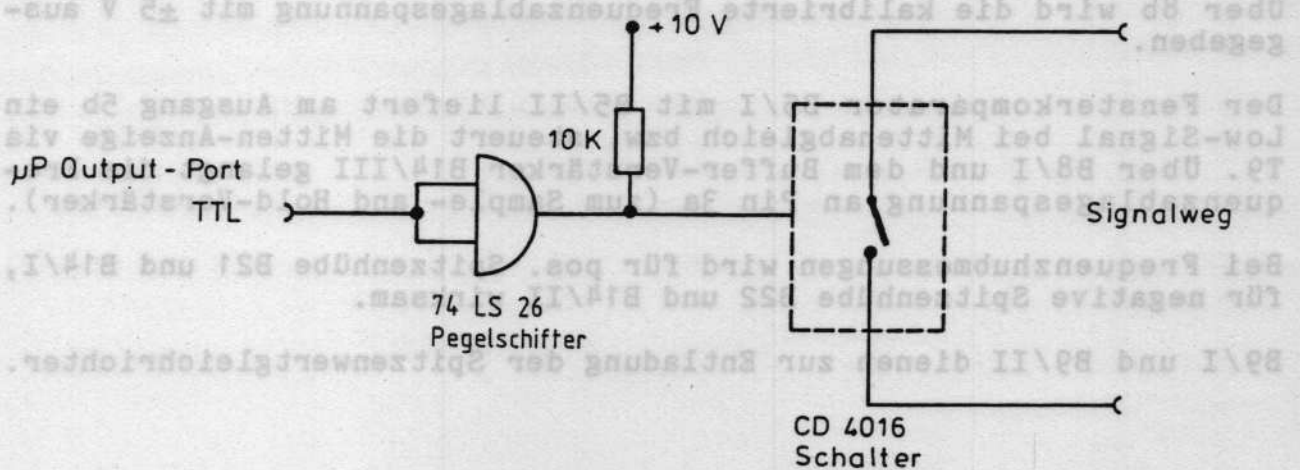 Über 8b wird die kalibrierte Frequenzablagespannung mit ±5 V aus-
gegeben.
Der Fensterkomparator B5/I mit B5/II liefert am Ausgang 5b ein
Low-Signal bei Mittenabgleich bzw. steuert die Mitten-Anzeige via
T9. Über B8/I und dem Buffer-Verstärker B14/III gelangt die Fre-
quenzablagespannung an Pin 3a (zum Sample- and Hold-Verstärker).
Bei Frequenzhubmessungen wird für pos. Spitzenhübe B21 und B14/I,
für negative Spitzenhübe B22 und B14/II wirksam.
B9/I und B9/II dienen zur Entladung der Spitzenwertgleichrichter.
+10 V
10 K
µP Output - Port
TTL
Signalweg
74 LS 26
Pegelschifter
CD 4016
Schalter